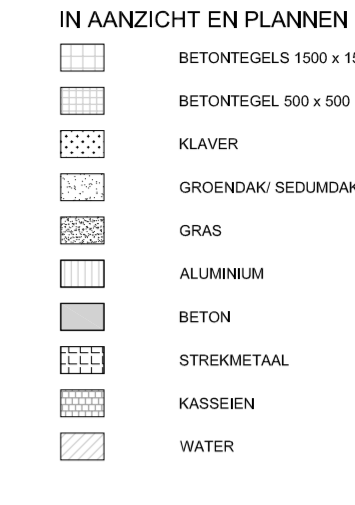 IN AANZICHT EN PLANNEN
BETONTEGELS 1500 x 15
BETONTEGEL 500 x 500
KLAVER
GROENDAK/ SEDUMDAK
GRAS
ALUMINIUM
BETON
STREKMETAAL
KASSEIEN
WATER